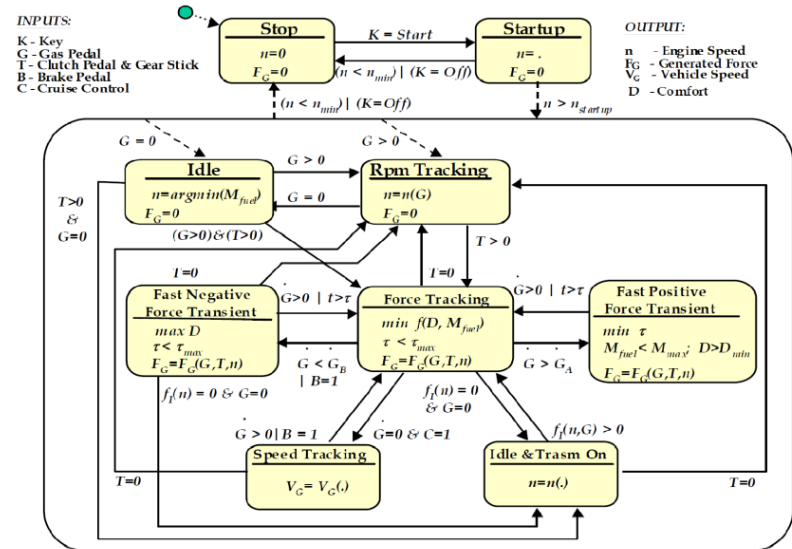 INPUTS:
K - Key
G - Gas Pedal
T - Clutch Pedal & Gear Stick
B - Brake Pedal
C - Cruise Control
Stop
n=0
F_G=0
K = Start
(n < n_min) | (K = Off)
Startup
n= .
F_G=0
OUTPUT:
n - Engine Speed
F_G - Generated Force
V_G - Vehicle Speed
D - Comfort
(n < n_min) | (K=Off)
n > n_startup
G = 0
G > 0
Idle
n=argmin(M_fuel)
F_G=0
G > 0
G = 0
Rpm Tracking
n=n(G)
F_G=0
T>0
&
G=0
(G>0)&(T>0)
T > 0
T=0
T=0
Fast Negative
Force Transient
max D
τ< τ_max
F_G=F_G(G,T,n)
Ġ>0 | t>τ
Force Tracking
min f(D, M_fuel)
τ < τ_max
F_G=F_G(G,T,n)
Ġ>0 | t>τ
Fast Positive
Force Transient
min τ
M_fuel< M_max; D>D_min
F_G=F_G(G,T,n)
Ġ < Ġ_B
| B=1
Ġ > Ġ_A
f_I(n) = 0 & G=0
f_I(n) = 0
& G=0
Ġ > 0| B = 1
Ġ=0 & C=1
f_I(n,G) > 0
Speed Tracking
V_G= V_G(.)
Idle &Trasm On
n=n(.)
T=0
T=0